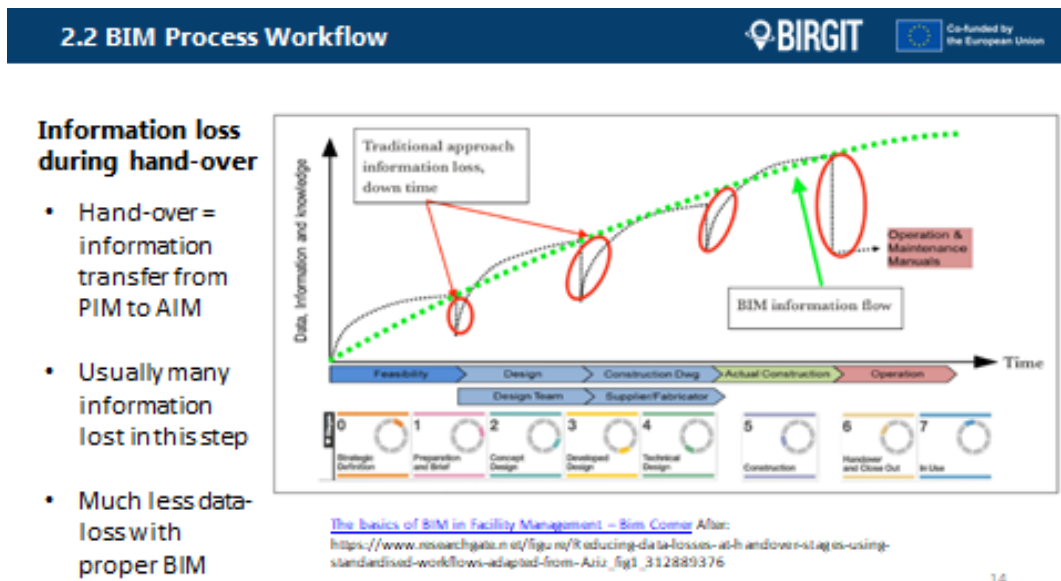 2.2 BIM Process Workflow
BIRGIT
Co-funded by
the European Union
Information loss
during hand-over
• Hand-over =
information
transfer from
PIM to AIM
• Usually many
information
lost in this step
• Much less data-
loss with
proper BIM
Data, Information and knowledge
Traditional approach
information loss,
down time
Operation &
Maintenance
Manuals
BIM information flow
Time
Feasibility
Design
Construction Dwg
Actual Construction
Operation
Design Team
Supplier/Fabricator
0
Strategic
Definition
1
Preparation
and Brief
2
Concept
Design
3
Developed
Design
4
Technical
Design
5
Construction
6
Handover
and Close Out
7
In Use
The basics of BIM in Facility Management – Bim Corner After:
https://www.researchgate.net/figure/Reducing-data-losses-at-handover-stages-using-
standardised-workflows-adapted-from-Aziz_fig1_312889376
14